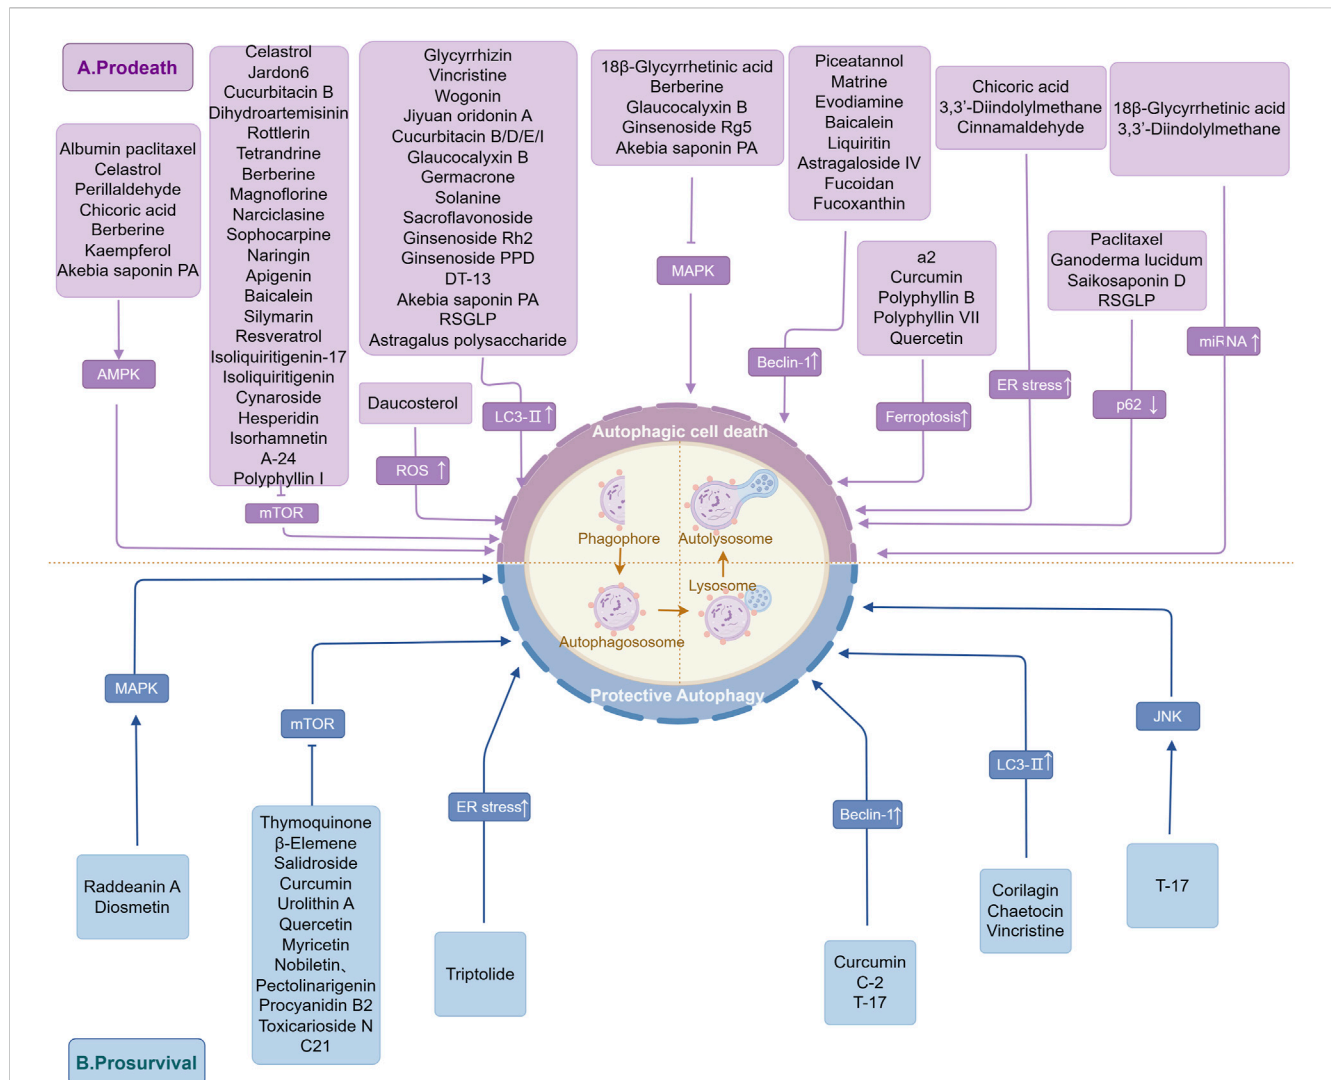 A.Prodeath
Albumin paclitaxel
Celastrol
Perillaldehyde
Chicoric acid
Berberine
Kaempferol
Akebia saponin PA
AMPK
Celastrol
Jardon6
Cucurbitacin B
Dihydroartemisinin
Rottlerin
Tetrandrine
Berberine
Magnoflorine
Narciclasine
Sophocarpine
Naringin
Apigenin
Baicalein
Silymarin
Resveratrol
Isoliquiritigenin-17
Isoliquiritigenin
Cynaroside
Hesperidin
Isorhamnetin
A-24
Polyphyllin I
mTOR
Glycyrrhizin
Vincristine
Wogonin
Jiyuan oridonin A
Cucurbitacin B/D/E/I
Glaucocalyxin B
Germacrone
Solanine
Sacroflavonoside
Ginsenoside Rh2
Ginsenoside PPD
DT-13
Akebia saponin PA
RSGLP
Astragalus polysaccharide
LC3-II↑
Daucosterol
ROS ↑
18β-Glycyrrhetinic acid
Berberine
Glaucocalyxin B
Ginsenoside Rg5
Akebia saponin PA
MAPK
Piceatannol
Matrine
Evodiamine
Baicalein
Liquiritin
Astragaloside IV
Fucoidan
Fucoxanthin
Beclin-1↑
a2
Curcumin
Polyphyllin B
Polyphyllin VII
Quercetin
Ferroptosis↑
Chicoric acid
3,3'-Diindolylmethane
Cinnamaldehyde
ER stress↑
Paclitaxel
Ganoderma lucidum
Saikosaponin D
RSGLP
p62 ↓
18β-Glycyrrhetinic acid
3,3'-Diindolylmethane
miRNA↑
Autophagic cell death
Phagophore
Autolysosome
Lysosome
Autophagososome
Protective Autophagy
MAPK
Raddeanin A
Diosmetin
mTOR
Thymoquinone
β-Elemene
Salidroside
Curcumin
Urolithin A
Quercetin
Myricetin
Nobiletin、
Pectolinarigenin
Procyanidin B2
Toxicarioside N
C21
ER stress↑
Triptolide
Beclin-1↑
Curcumin
C-2
T-17
LC3-II↑
Corilagin
Chaetocin
Vincristine
JNK
T-17
B.Prosurvival